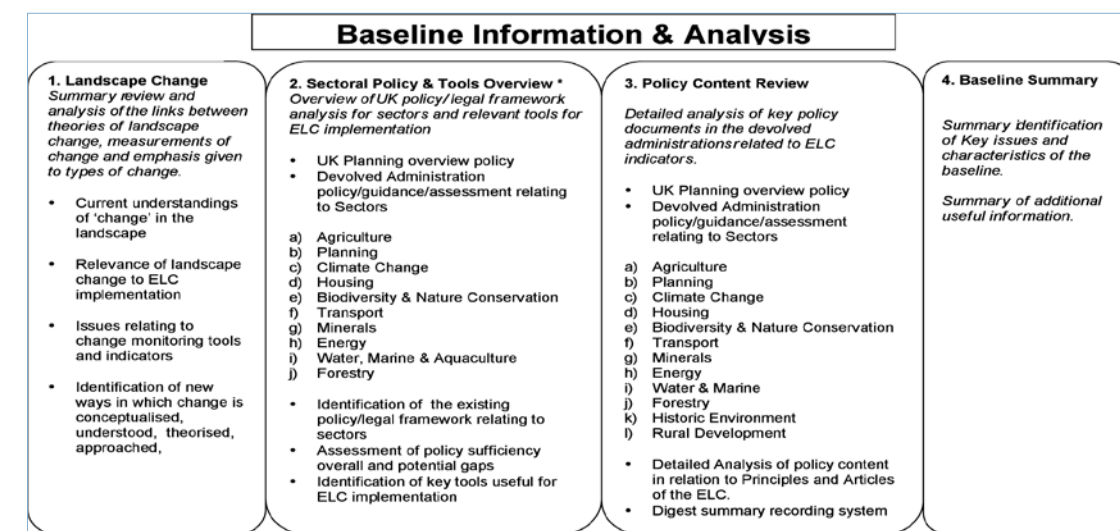 Baseline Information & Analysis
1. Landscape Change
Summary review and
analysis of the links between
theories of landscape
change, measurements of
change and emphasis given
to types of change.
• Current understandings
of ‘change’ in the
landscape
• Relevance of landscape
change to ELC
implementation
• Issues relating to
change monitoring tools
and indicators
• Identification of new
ways in which change is
conceptualised,
understood, theorised,
approached,
2. Sectoral Policy & Tools Overview *
Overview of UK policy/legal framework
analysis for sectors and relevant tools for
ELC implementation
• UK Planning overview policy
• Devolved Administration
policy/guidance/assessment relating
to Sectors
a) Agriculture
b) Planning
c) Climate Change
d) Housing
e) Biodiversity & Nature Conservation
f) Transport
g) Minerals
h) Energy
i) Water, Marine & Aquaculture
j) Forestry
• Identification of the existing
policy/legal framework relating to
sectors
• Assessment of policy sufficiency
overall and potential gaps
• Identification of key tools useful for
ELC implementation
3. Policy Content Review
Detailed analysis of key policy
documents in the devolved
administrations related to ELC
indicators.
• UK Planning overview policy
• Devolved Administration
policy/guidance/assessment
relating to Sectors
a) Agriculture
b) Planning
c) Climate Change
d) Housing
e) Biodiversity & Nature Conservation
f) Transport
g) Minerals
h) Energy
i) Water & Marine
j) Forestry
k) Historic Environment
l) Rural Development
• Detailed Analysis of policy content
in relation to Principles and Articles
of the ELC.
• Digest summary recording system
4. Baseline Summary
Summary identification
of Key issues and
characteristics of the
baseline.
Summary of additional
useful information.